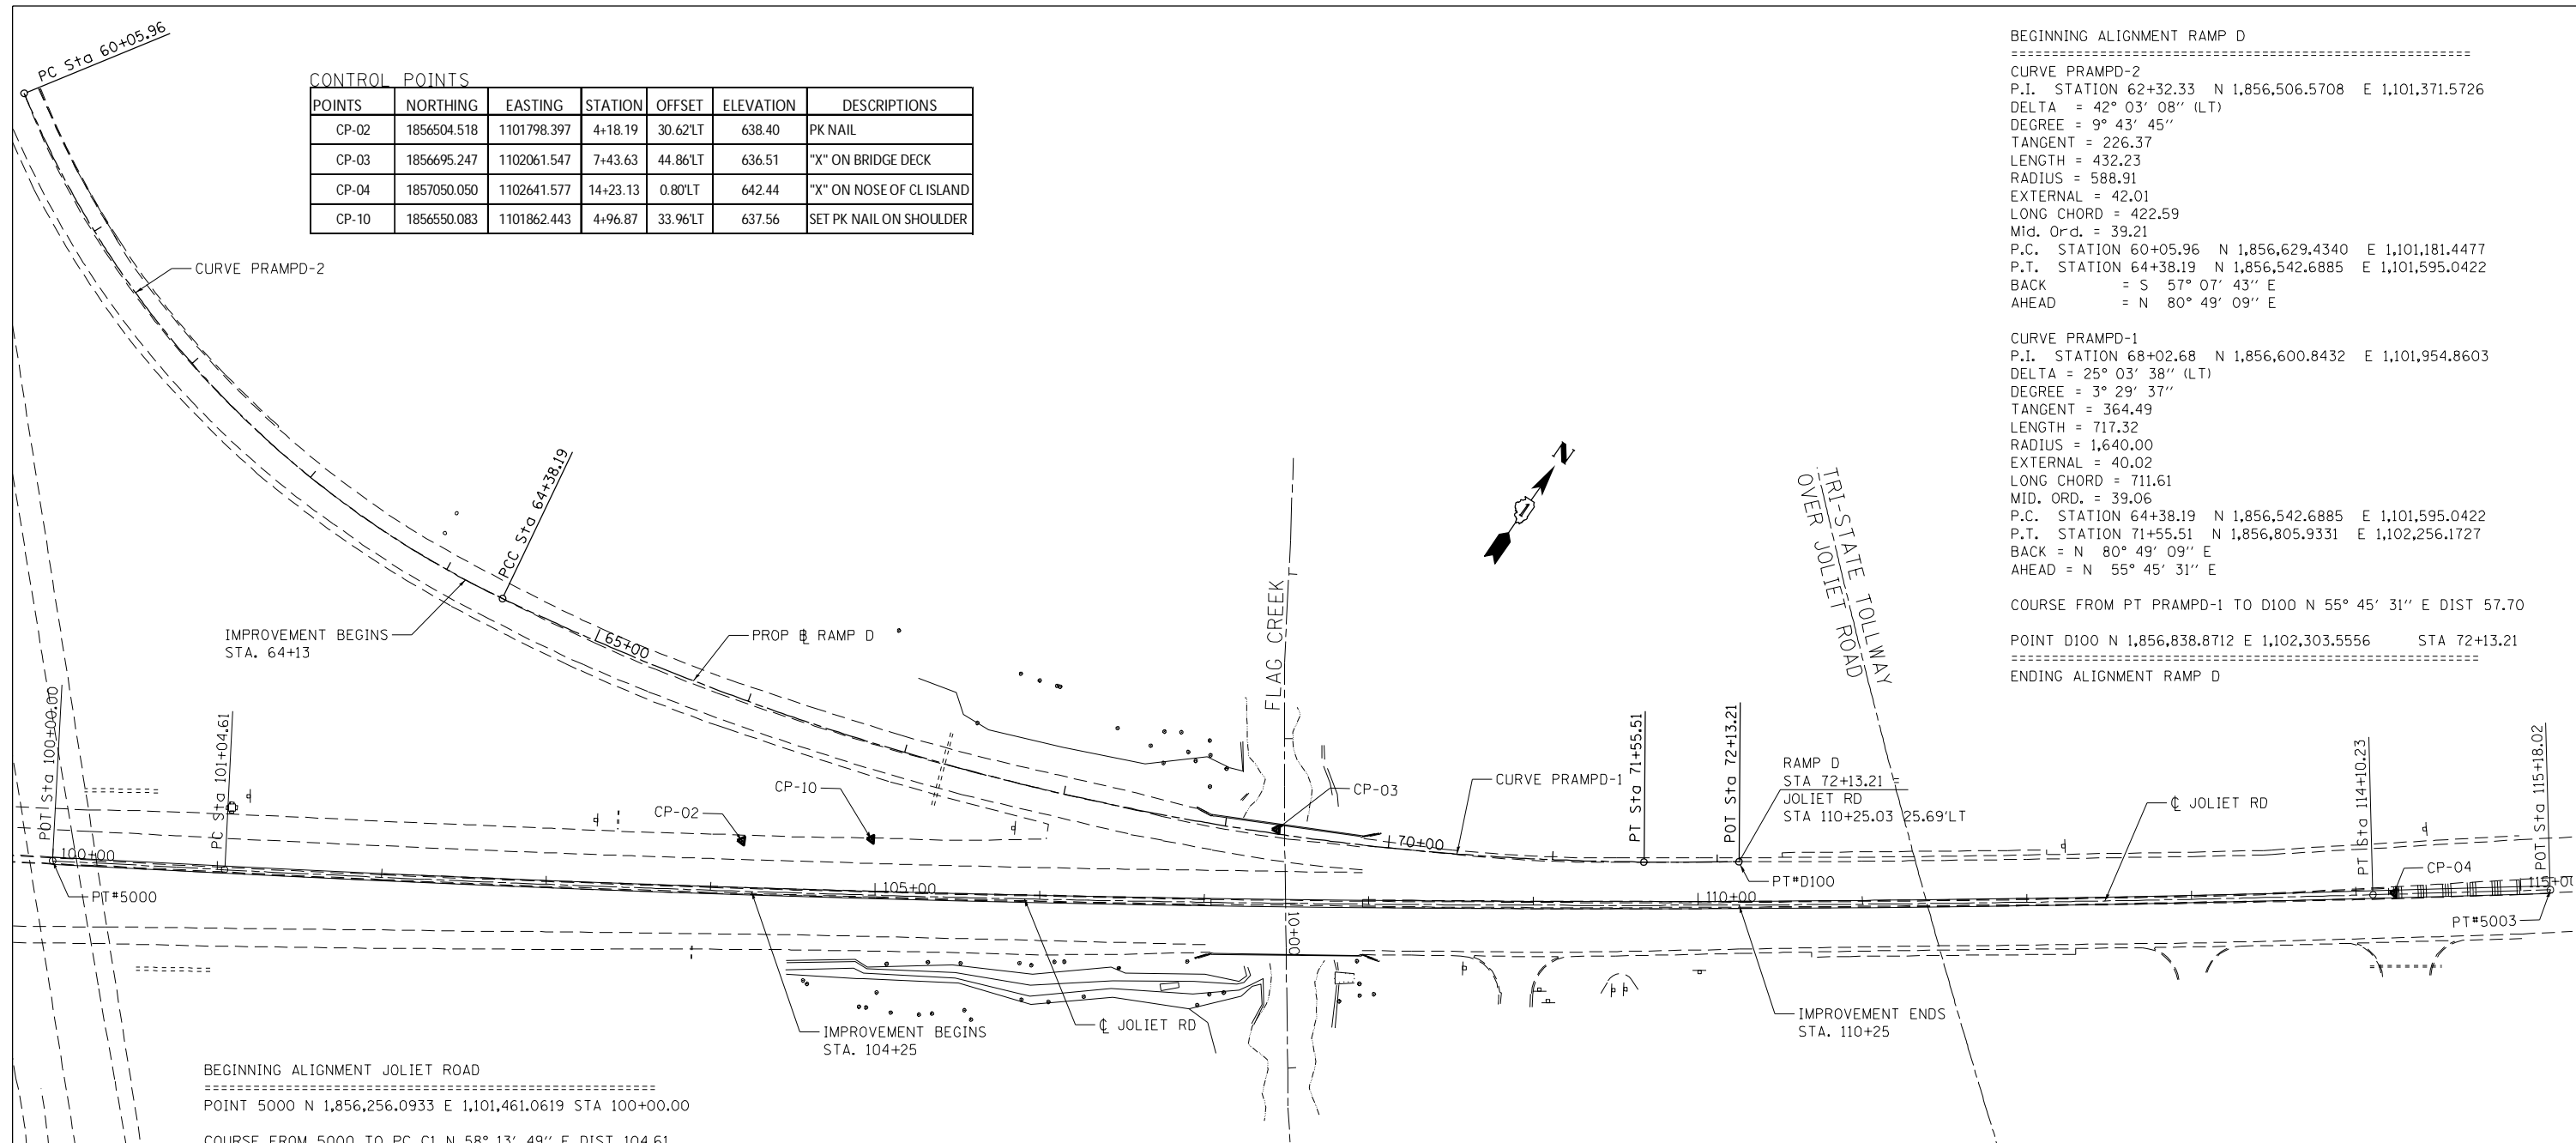 PC Sta 60+05.96
CONTROL POINTS
POINTS NORTHING EASTING STATION OFFSET ELEVATION DESCRIPTIONS
CP-02 1856504.518 1101798.397 4+18.19 30.62'LT 638.40 PK NAIL
CP-03 1856695.247 1102061.547 7+43.63 44.86'LT 636.51 "X" ON BRIDGE DECK
CP-04 1857050.050 1102641.577 14+23.13 0.80'LT 642.44 "X" ON NOSE OF CL ISLAND
CP-10 1856550.083 1101862.443 4+96.87 33.96'LT 637.56 SET PK NAIL ON SHOULDER
BEGINNING ALIGNMENT RAMP D
CURVE PRAMPD-2
P.I. STATION 62+32.33 N 1,856,506.5708 E 1,101,371.5726
DELTA = 42° 03' 08'' (LT)
DEGREE = 9° 43' 45''
TANGENT = 226.37
LENGTH = 432.23
RADIUS = 588.91
EXTERNAL = 42.01
LONG CHORD = 422.59
Mid. Ord. = 39.21
P.C. STATION 60+05.96 N 1,856,629.4340 E 1,101,181.4477
P.T. STATION 64+38.19 N 1,856,542.6885 E 1,101,595.0422
BACK = S 57° 07' 43'' E
AHEAD = N 80° 49' 09'' E
CURVE PRAMPD-1
P.I. STATION 68+02.68 N 1,856,600.8432 E 1,101,954.8603
DELTA = 25° 03' 38'' (LT)
DEGREE = 3° 29' 37''
TANGENT = 364.49
LENGTH = 717.32
RADIUS = 1,640.00
EXTERNAL = 40.02
LONG CHORD = 711.61
MID. ORD. = 39.06
P.C. STATION 64+38.19 N 1,856,542.6885 E 1,101,595.0422
P.T. STATION 71+55.51 N 1,856,805.9331 E 1,102,256.1727
BACK = N 80° 49' 09'' E
AHEAD = N 55° 45' 31'' E
COURSE FROM PT PRAMPD-1 TO D100 N 55° 45' 31'' E DIST 57.70
POINT D100 N 1,856,838.8712 E 1,102,303.5556 STA 72+13.21
ENDING ALIGNMENT RAMP D
CURVE PRAMPD-2
PCC Sta 64+38.19
N
IMPROVEMENT BEGINS
STA. 64+13
65+00
PROP B RAMP D
FLAG CREEK
TRI-STATE TOLLWAY
OVER JOLIET ROAD
POT Sta 100+00.00
PC Sta 101+04.61
CP-02
CP-10
CP-03
CURVE PRAMPD-1
PT Sta 71+55.51
POT Sta 72+13.21
RAMP D
STA 72+13.21 =
JOLIET RD
STA 110+25.03 25.69'LT
℄ JOLIET RD
PT Sta 114+10.23
POT Sta 115+18.02
100+00
PT#5000
105+00
70+00
PT#D100
110+00
CP-04
115+00
PT#5003
10+00
IMPROVEMENT BEGINS
STA. 104+25
℄ JOLIET RD
IMPROVEMENT ENDS
STA. 110+25
BEGINNING ALIGNMENT JOLIET ROAD
POINT 5000 N 1,856,256.0933 E 1,101,461.0619 STA 100+00.00
COURSE FROM 5000 TO PC C1 N 58° 13' 49'' E DIST 104.61